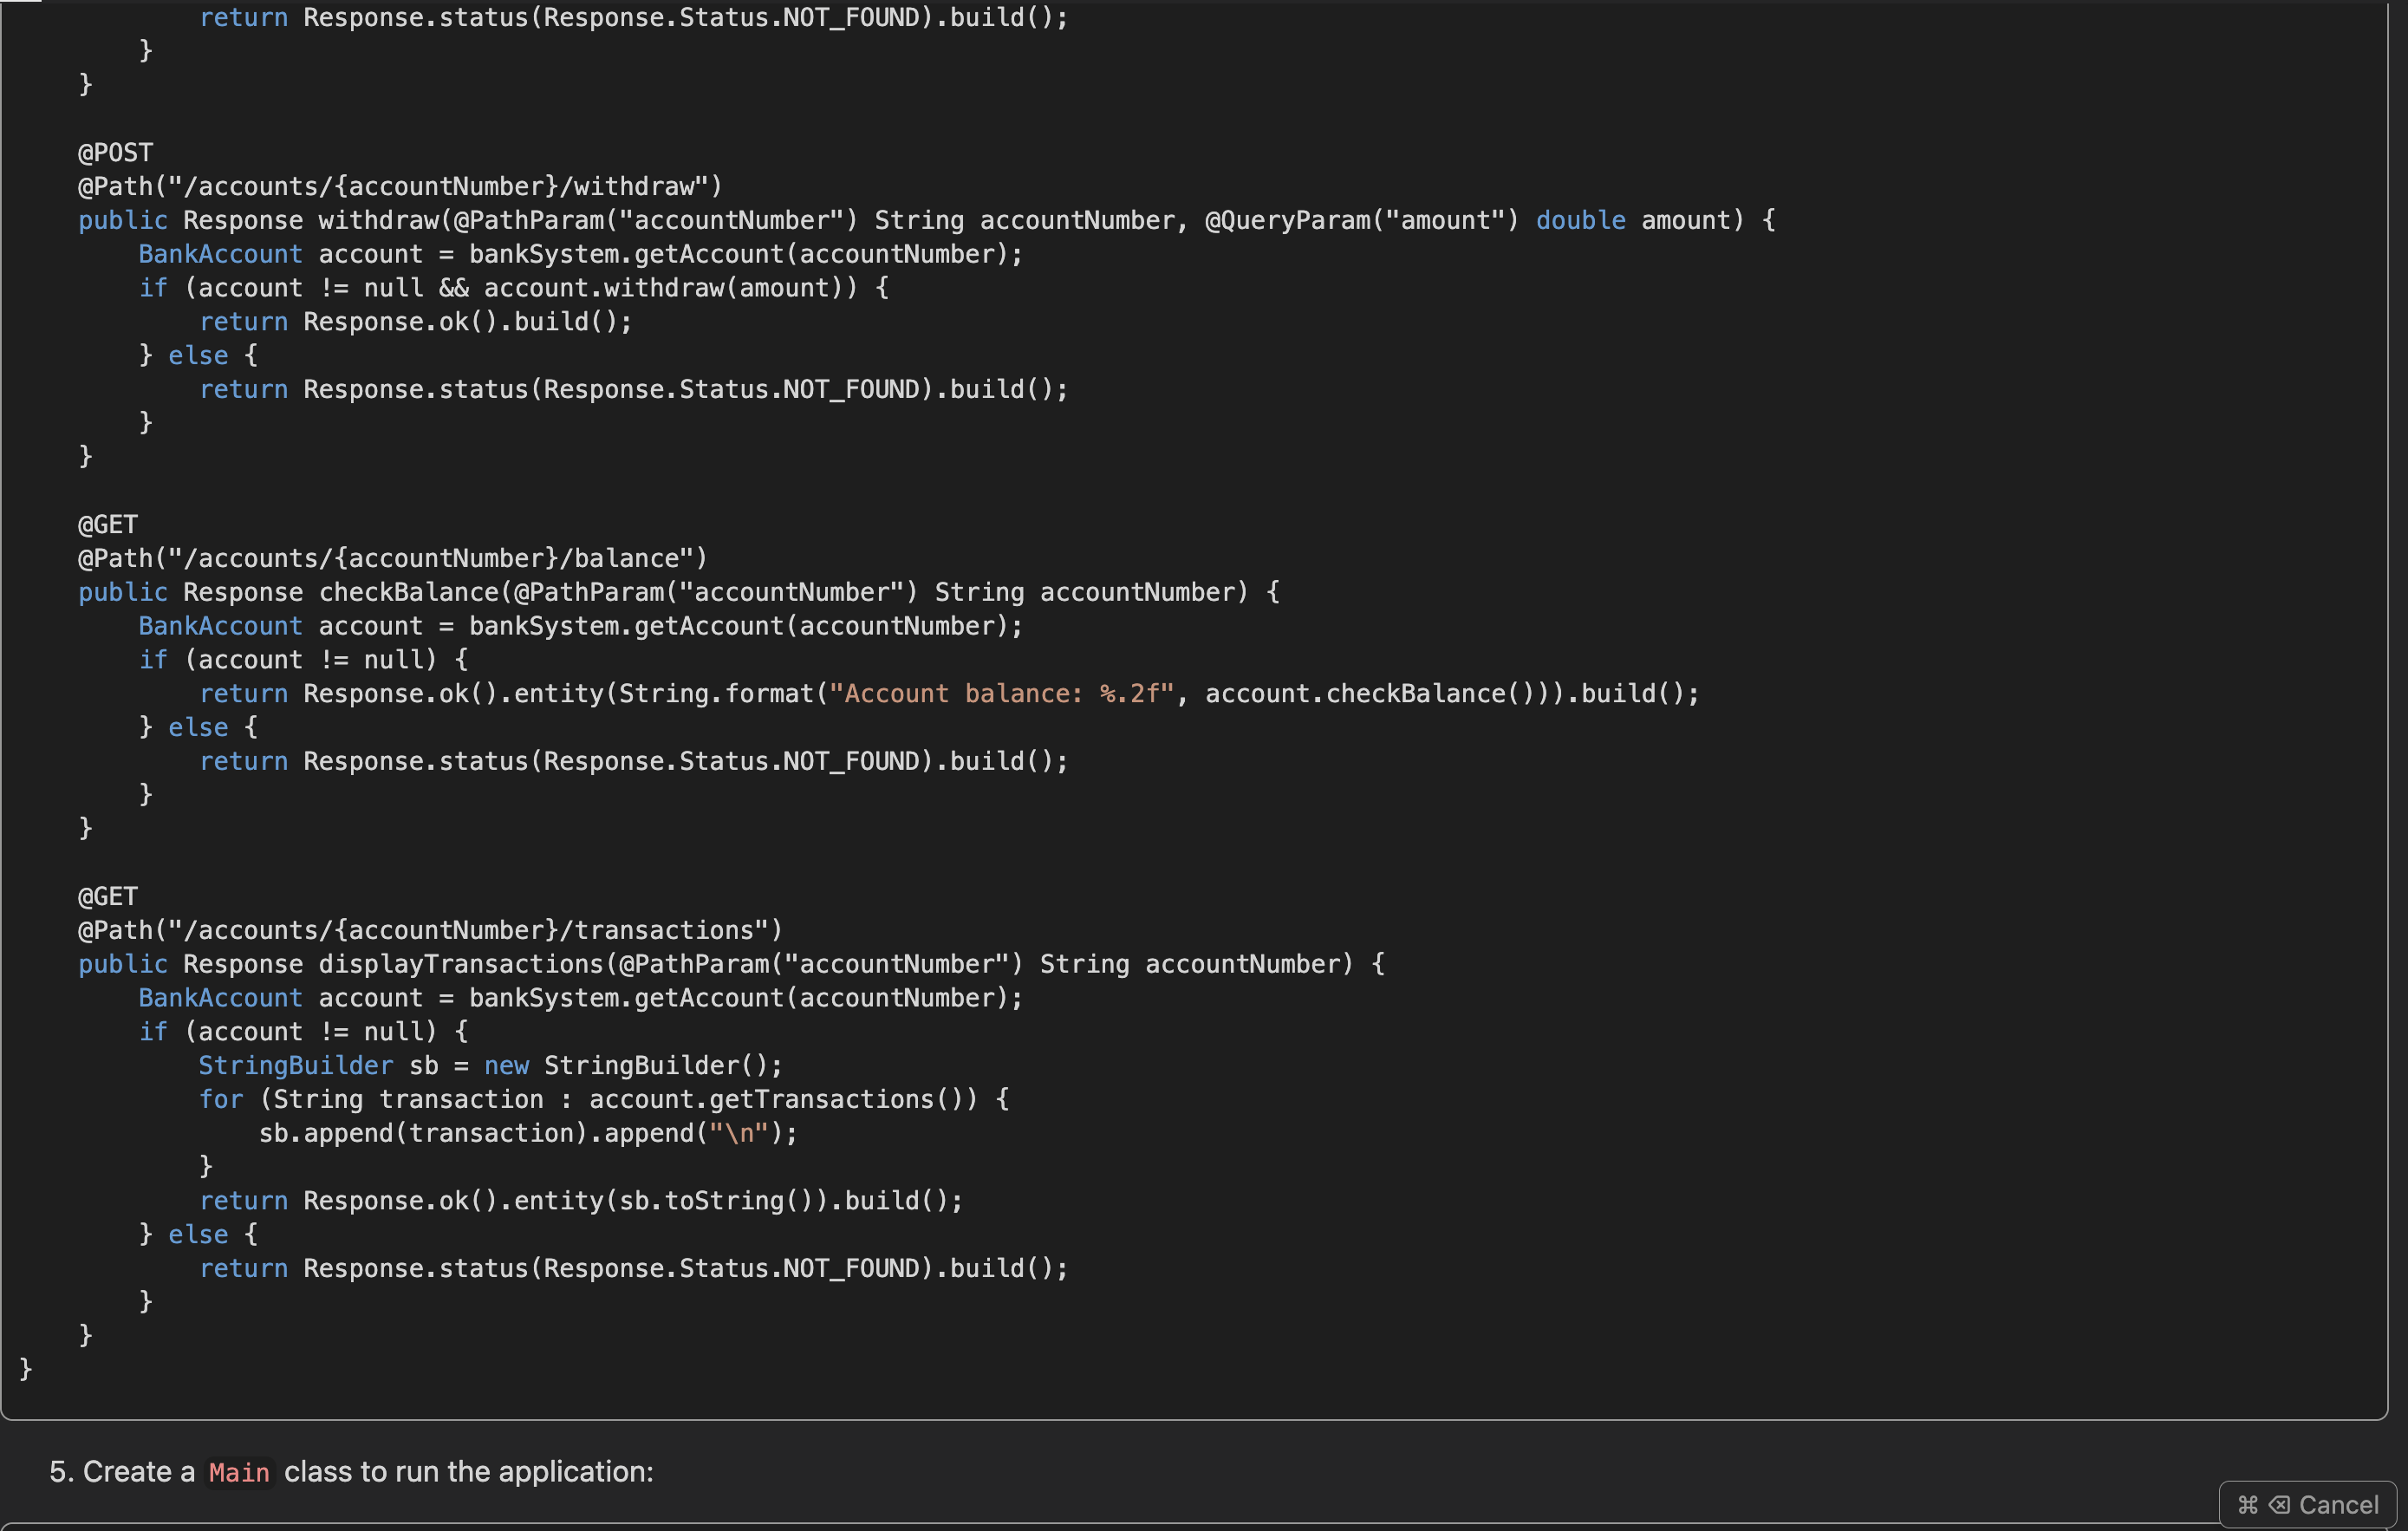 return Response.status(Response.Status.NOT_FOUND).build();
        }
    }

    @POST
    @Path("/accounts/{accountNumber}/withdraw")
    public Response withdraw(@PathParam("accountNumber") String accountNumber, @QueryParam("amount") double amount) {
        BankAccount account = bankSystem.getAccount(accountNumber);
        if (account != null && account.withdraw(amount)) {
            return Response.ok().build();
        } else {
            return Response.status(Response.Status.NOT_FOUND).build();
        }
    }

    @GET
    @Path("/accounts/{accountNumber}/balance")
    public Response checkBalance(@PathParam("accountNumber") String accountNumber) {
        BankAccount account = bankSystem.getAccount(accountNumber);
        if (account != null) {
            return Response.ok().entity(String.format("Account balance: %.2f", account.checkBalance())).build();
        } else {
            return Response.status(Response.Status.NOT_FOUND).build();
        }
    }

    @GET
    @Path("/accounts/{accountNumber}/transactions")
    public Response displayTransactions(@PathParam("accountNumber") String accountNumber) {
        BankAccount account = bankSystem.getAccount(accountNumber);
        if (account != null) {
            StringBuilder sb = new StringBuilder();
            for (String transaction : account.getTransactions()) {
                sb.append(transaction).append("\n");
            }
            return Response.ok().entity(sb.toString()).build();
        } else {
            return Response.status(Response.Status.NOT_FOUND).build();
        }
    }
}
5. Create a Main class to run the application:
⌘ ⌫ Cancel